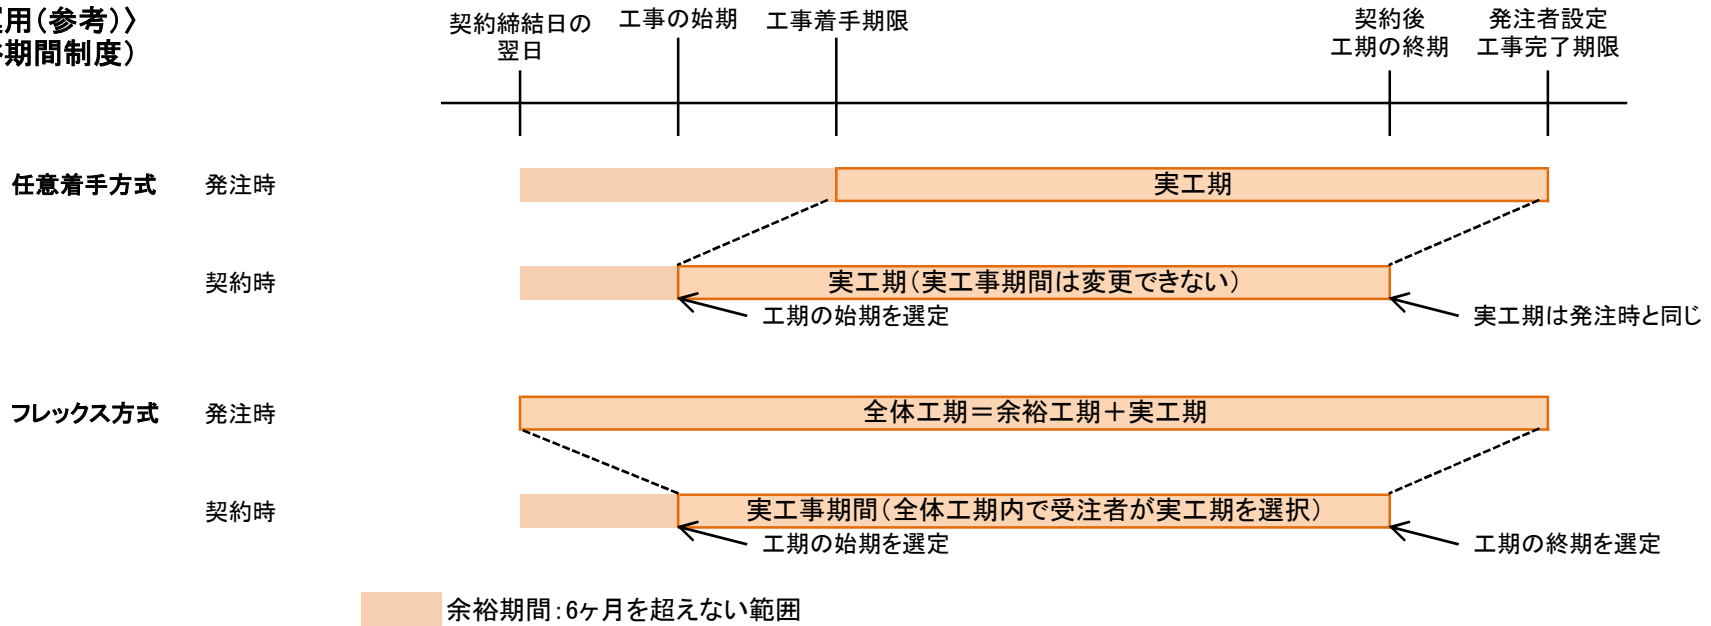 用（参考）〉
期間制度）
契約締結日の
翌日
工事の始期
工事着手期限
契約後
工期の終期
発注者設定
工事完了期限
任意着手方式
発注時
実工期
契約時
実工期（実工事期間は変更できない）
工期の始期を選定
実工期は発注時と同じ
フレックス方式
発注時
全体工期＝余裕工期＋実工期
契約時
実工事期間（全体工期内で受注者が実工期を選択）
工期の始期を選定
工期の終期を選定
余裕期間：6ヶ月を超えない範囲